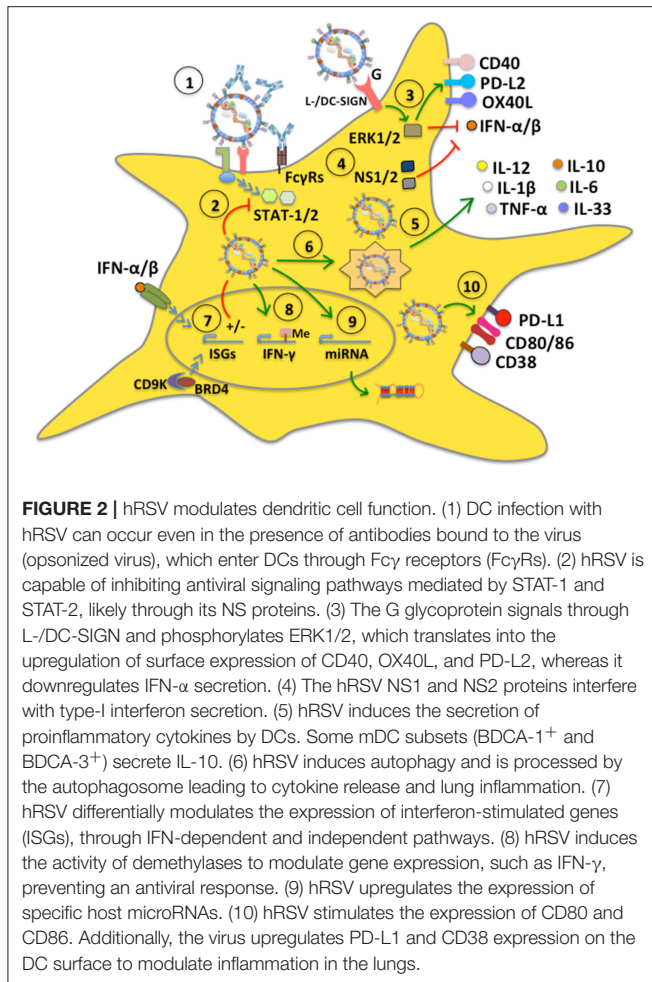 1
G
L-/DC-SIGN
3
CD40
PD-L2
OX40L
ERK1/2
IFN-α/β
FcγRs
4
NS1/2
2
STAT-1/2
5
IL-12
IL-10
IL-1β
IL-6
TNF-α
IL-33
6
IFN-α/β
10
PD-L1
CD80/86
CD38
7
+/-
8
Me
9
ISGs
IFN-γ
miRNA
CD9K
BRD4
FIGURE 2 | hRSV modulates dendritic cell function. (1) DC infection with
hRSV can occur even in the presence of antibodies bound to the virus
(opsonized virus), which enter DCs through Fcγ receptors (FcγRs). (2) hRSV is
capable of inhibiting antiviral signaling pathways mediated by STAT-1 and
STAT-2, likely through its NS proteins. (3) The G glycoprotein signals through
L-/DC-SIGN and phosphorylates ERK1/2, which translates into the
upregulation of surface expression of CD40, OX40L, and PD-L2, whereas it
downregulates IFN-α secretion. (4) The hRSV NS1 and NS2 proteins interfere
with type-I interferon secretion. (5) hRSV induces the secretion of
proinflammatory cytokines by DCs. Some mDC subsets (BDCA-1⁺ and
BDCA-3⁺) secrete IL-10. (6) hRSV induces autophagy and is processed by
the autophagosome leading to cytokine release and lung inflammation. (7)
hRSV differentially modulates the expression of interferon-stimulated genes
(ISGs), through IFN-dependent and independent pathways. (8) hRSV induces
the activity of demethylases to modulate gene expression, such as IFN-γ,
preventing an antiviral response. (9) hRSV upregulates the expression of
specific host microRNAs. (10) hRSV stimulates the expression of CD80 and
CD86. Additionally, the virus upregulates PD-L1 and CD38 expression on the
DC surface to modulate inflammation in the lungs.